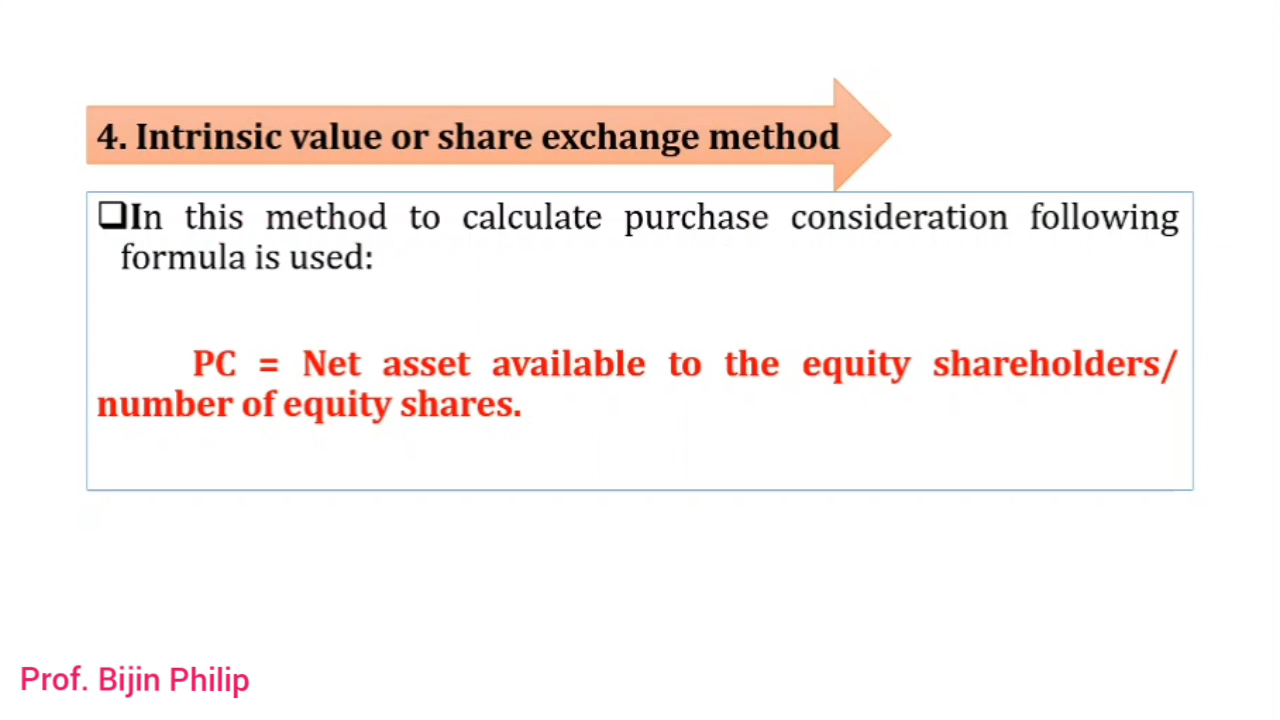 4. Intrinsic value or share exchange method
❑In this method to calculate purchase consideration following
formula is used:
PC = Net asset available to the equity shareholders/
number of equity shares.
Prof. Bijin Philip